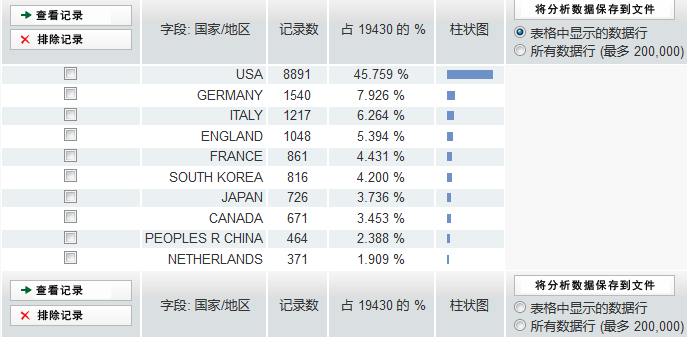 查看记录
排除记录
字段: 国家/地区 记录数 占 19430 的 % 柱状图
将分析数据保存到文件
表格中显示的数据行
所有数据行 (最多 200,000)
USA 8891 45.759 %
GERMANY 1540 7.926 %
ITALY 1217 6.264 %
ENGLAND 1048 5.394 %
FRANCE 861 4.431 %
SOUTH KOREA 816 4.200 %
JAPAN 726 3.736 %
CANADA 671 3.453 %
PEOPLES R CHINA 464 2.388 %
NETHERLANDS 371 1.909 %
查看记录
排除记录
字段: 国家/地区 记录数 占 19430 的 % 柱状图
将分析数据保存到文件
表格中显示的数据行
所有数据行 (最多 200,000)